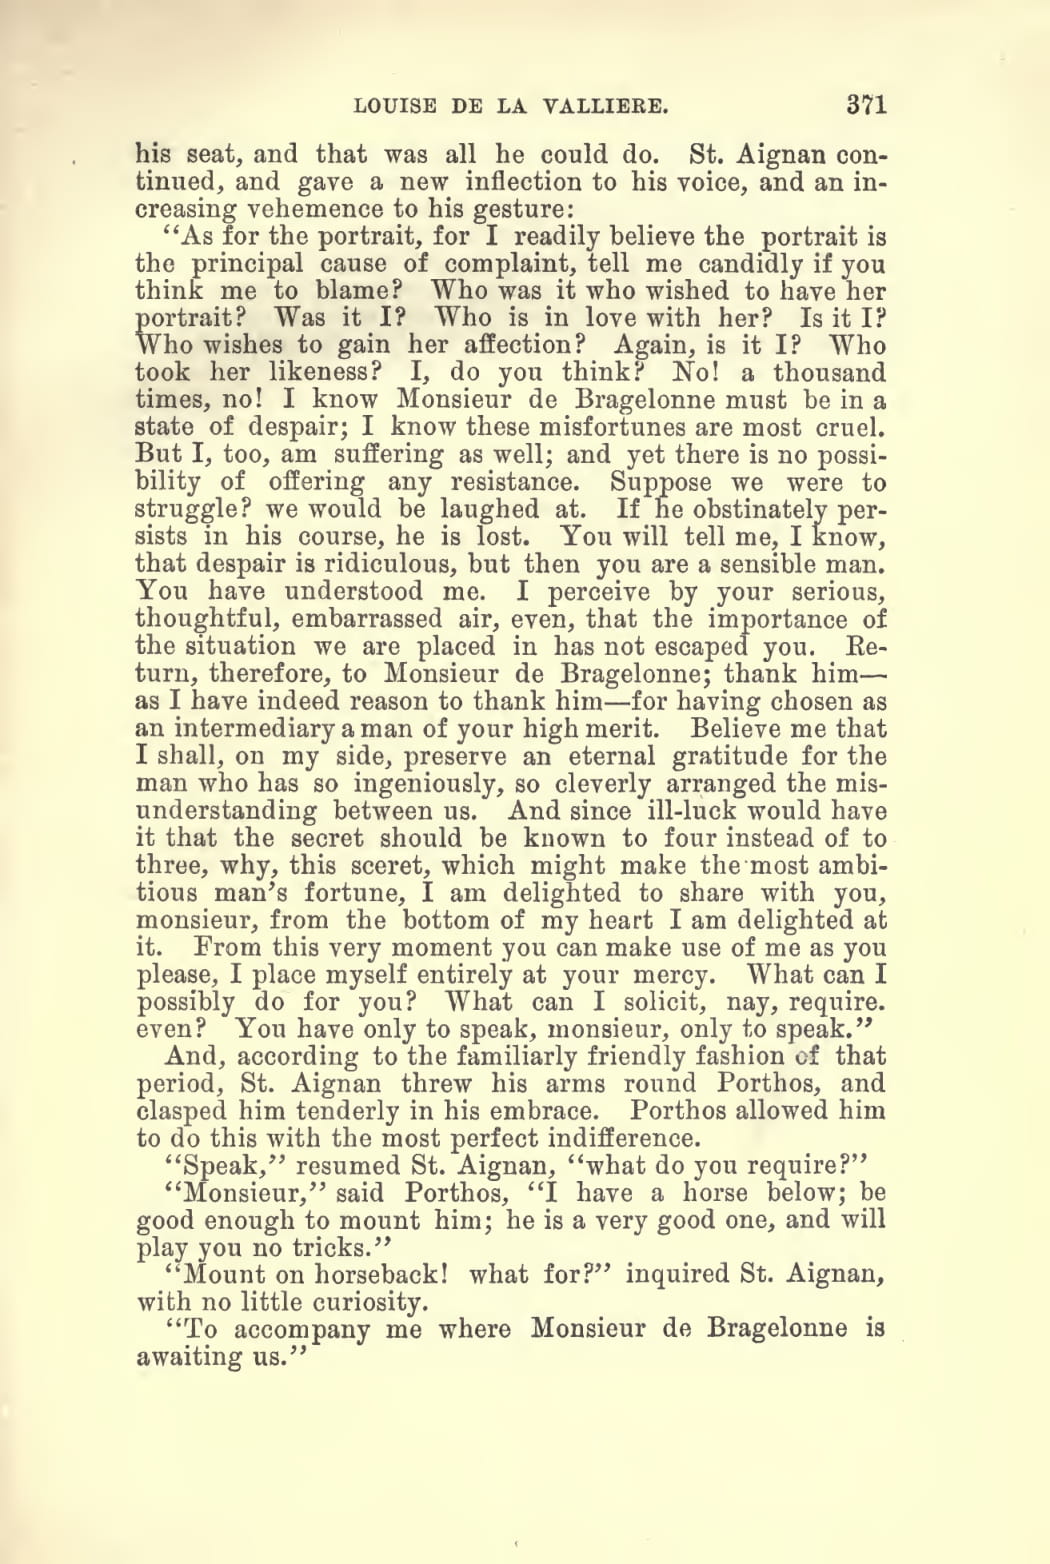 LOUISE DE LA VALLIERE. 371
his seat, and that was all he could do. St. Aignan con-
tinued, and gave a new inflection to his voice, and an in-
creasing vehemence to his gesture:
“As for the portrait, for I readily believe the portrait is
the principal cause of complaint, tell me candidly if you
think me to blame? Who was it who wished to have her
portrait? Was it I? Who is in love with her? Is it I?
Who wishes to gain her affection? Again, is it I? Who
took her likeness? I, do you think? No! a thousand
times, no! I know Monsieur de Bragelonne must be in a
state of despair; I know these misfortunes are most cruel.
But I, too, am suffering as well; and yet there is no possi-
bility of offering any resistance. Suppose we were to
struggle? we would be laughed at. If he obstinately per-
sists in his course, he is lost. You will tell me, I know,
that despair is ridiculous, but then you are a sensible man.
You have understood me. I perceive by your serious,
thoughtful, embarrassed air, even, that the importance of
the situation we are placed in has not escaped you. Re-
turn, therefore, to Monsieur de Bragelonne; thank him—
as I have indeed reason to thank him—for having chosen as
an intermediary a man of your high merit. Believe me that
I shall, on my side, preserve an eternal gratitude for the
man who has so ingeniously, so cleverly arranged the mis-
understanding between us. And since ill-luck would have
it that the secret should be known to four instead of to
three, why, this sceret, which might make the most ambi-
tious man’s fortune, I am delighted to share with you,
monsieur, from the bottom of my heart I am delighted at
it. From this very moment you can make use of me as you
please, I place myself entirely at your mercy. What can I
possibly do for you? What can I solicit, nay, require.
even? You have only to speak, monsieur, only to speak.”
And, according to the familiarly friendly fashion of that
period, St. Aignan threw his arms round Porthos, and
clasped him tenderly in his embrace. Porthos allowed him
to do this with the most perfect indifference.
“Speak,” resumed St. Aignan, “what do you require?”
“Monsieur,” said Porthos, “I have a horse below; be
good enough to mount him; he is a very good one, and will
play you no tricks.”
“Mount on horseback! what for?” inquired St. Aignan,
with no little curiosity.
“To accompany me where Monsieur de Bragelonne is
awaiting us.”